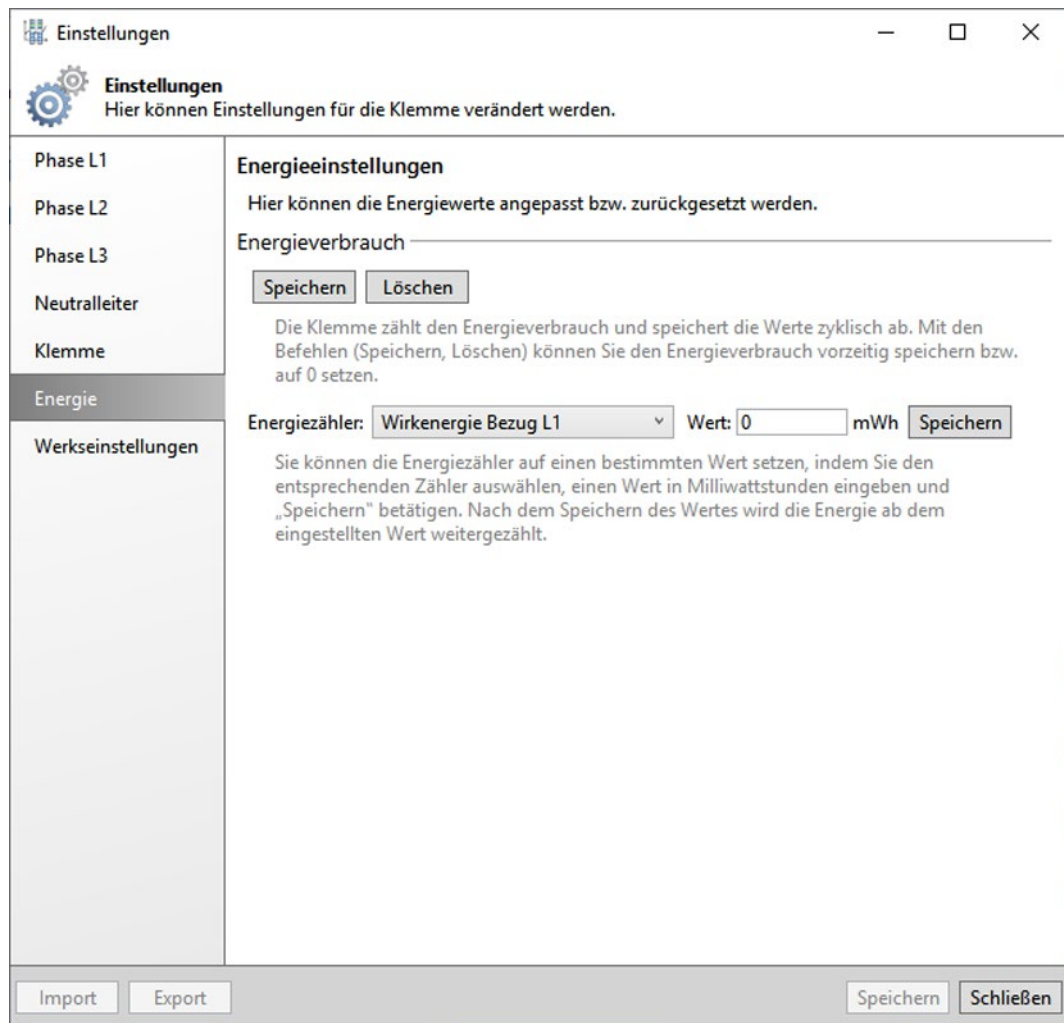 Einstellungen
Einstellungen
Hier können Einstellungen für die Klemme verändert werden.
Phase L1
Phase L2
Phase L3
Neutralleiter
Klemme
Energie
Werkseinstellungen
Energieeinstellungen
Hier können die Energiewerte angepasst bzw. zurückgesetzt werden.
Energieverbrauch
Speichern Löschen
Die Klemme zählt den Energieverbrauch und speichert die Werte zyklisch ab. Mit den
Befehlen (Speichern, Löschen) können Sie den Energieverbrauch vorzeitig speichern bzw.
auf 0 setzen.
Energiezähler: Wirkenergie Bezug L1 Wert: 0 mWh Speichern
Sie können die Energiezähler auf einen bestimmten Wert setzen, indem Sie den
entsprechenden Zähler auswählen, einen Wert in Milliwattstunden eingeben und
„Speichern“ betätigen. Nach dem Speichern des Wertes wird die Energie ab dem
eingestellten Wert weitergezählt.
Import Export Speichern Schließen